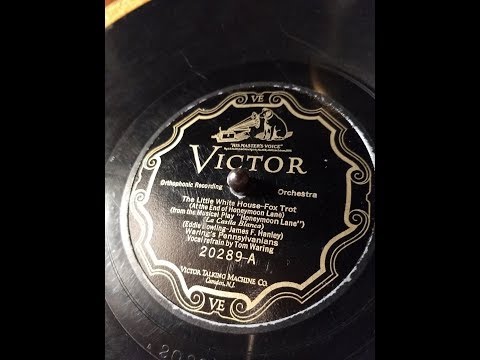 VE
"HIS MASTER'S VOICE"
VICTOR
Orthophonic Recording Orchestra
The Little White House-Fox Trot
(At the End of Honeymoon Lane)
(from the Musical Play "Honeymoon Lane")
(La Casita Blanca)
(Eddie Dowling-James F. Hanley)
Waring's Pennsylvanians
Vocal refrain by Tom Waring
20289-A
VICTOR TALKING MACHINE CO.
Camden, N.J.
VE